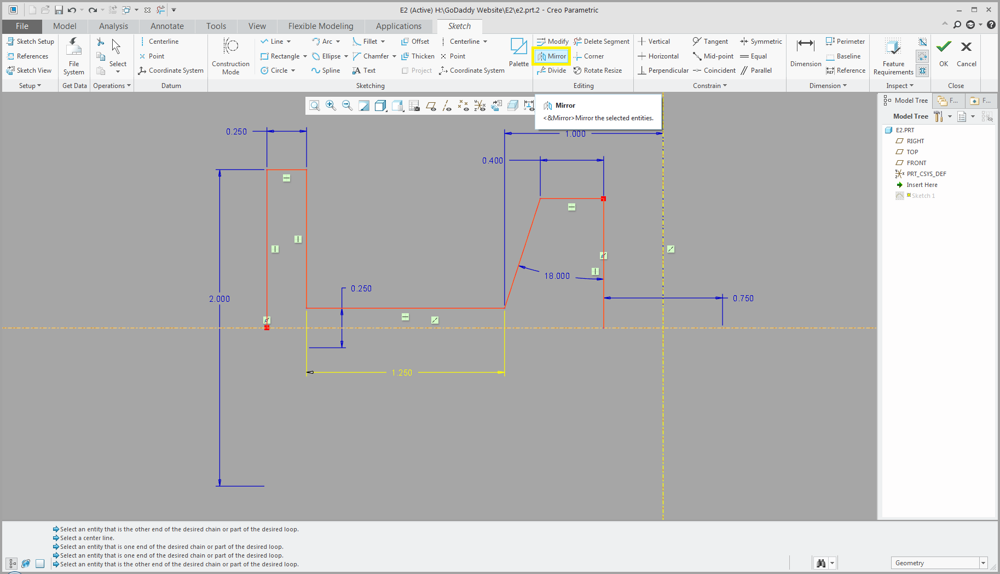 E2 (Active) H:\GoDaddy Website\E2\e2.prt.2 - Creo Parametric
File Model Analysis Annotate Tools View Flexible Modeling Applications Sketch
Sketch Setup
References
Sketch View
Setup
File System
Get Data
Select
Operations
Centerline
Point
Coordinate System
Datum
Construction Mode
Line Arc Fillet Offset Centerline
Rectangle Ellipse Chamfer Thicken Point
Circle Spline Text Project Coordinate System
Palette
Sketching
Modify Delete Segment
Mirror Corner
Divide Rotate Resize
Editing
Vertical Tangent Symmetric
Horizontal Mid-point Equal
Perpendicular Coincident Parallel
Constrain
Dimension
Perimeter
Baseline
REF Reference
Dimension
Feature Requirements
Inspect
OK
Cancel
Close
Mirror
<&Mirror>Mirror the selected entities.
0.250
1.000
0.400
18.000
0.250
2.000
0.750
1.250
Model Tree F... F...
Model Tree
E2.PRT
RIGHT
TOP
FRONT
PRT_CSYS_DEF
Insert Here
Sketch 1
Select an entity that is the other end of the desired chain or part of the desired loop.
Select a center line.
Select an entity that is one end of the desired chain or part of the desired loop.
Select an entity that is one end of the desired chain or part of the desired loop.
Select an entity that is the other end of the desired chain or part of the desired loop.
Geometry